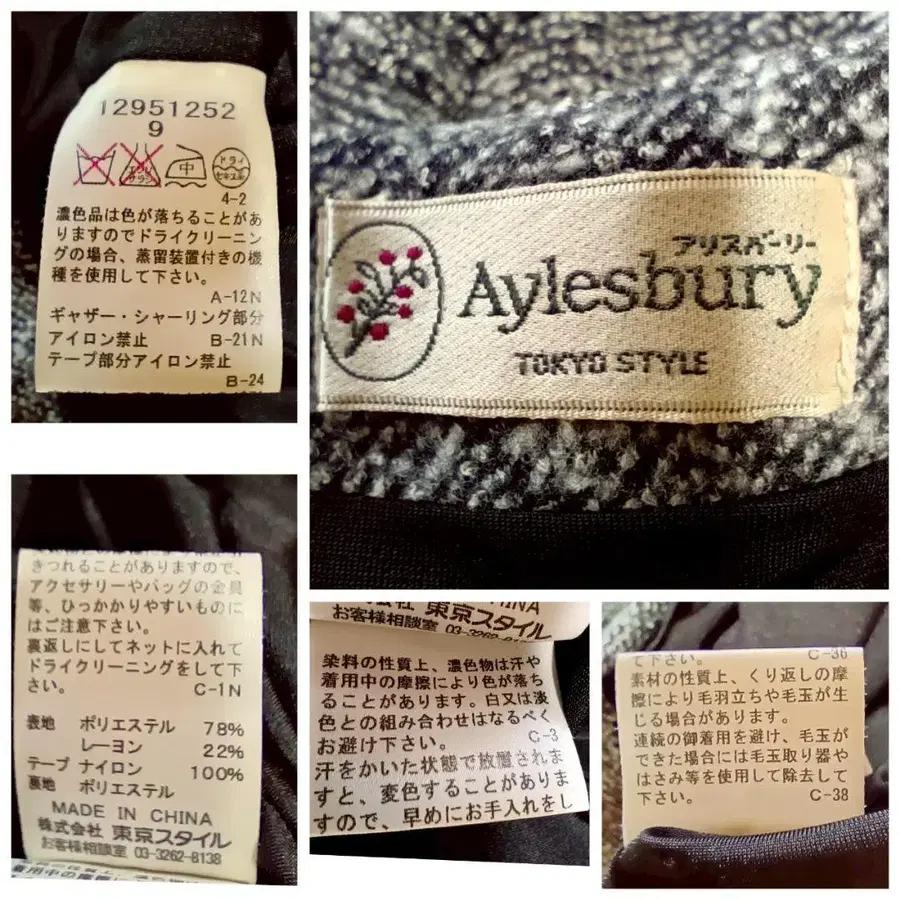 12951252
9
エンソ
サラシ
中
ドライ
セキユ系
4-2
濃色品は色が落ちることがあ
りますのでドライクリーニン
グの場合、蒸留装置付きの機
種を使用して下さい。
A-12N
ギャザー・シャーリング部分
アイロン禁止 B-21N
テープ部分アイロン禁止
B-24
アリスバーリー
Aylesbury
TOKYO STYLE
きつれることがありますので、
アクセサリーやバッグの金具
等、ひっかかりやすいものに
はご注意下さい。
裏返しにしてネットに入れて
ドライクリーニングをして下
さい。 C-1N
表地 ポリエステル 78%
レーヨン 22%
テープ ナイロン 100%
裏地 ポリエステル
MADE IN CHINA
株式会社 東京スタイル
お客様相談室 03-3262-8138
CHINA
東京スタイル
お客様相談室 03-3262-8138
染料の性質上、濃色物は汗や
着用中の摩擦により色が落ち
ることがあります。白又は淡
色との組み合わせはなるべく
お避け下さい。 C-3
汗をかいた状態で放置されま
すと、変色することがありま
すので、早めにお手入れをし
て下さい。 C-36
素材の性質上、くり返しの摩
擦により毛羽立ちや毛玉が生
じる場合があります。
連続の御着用を避け、毛玉が
できた場合には毛玉取り器や
はさみ等を使用して除去して
下さい。 C-38